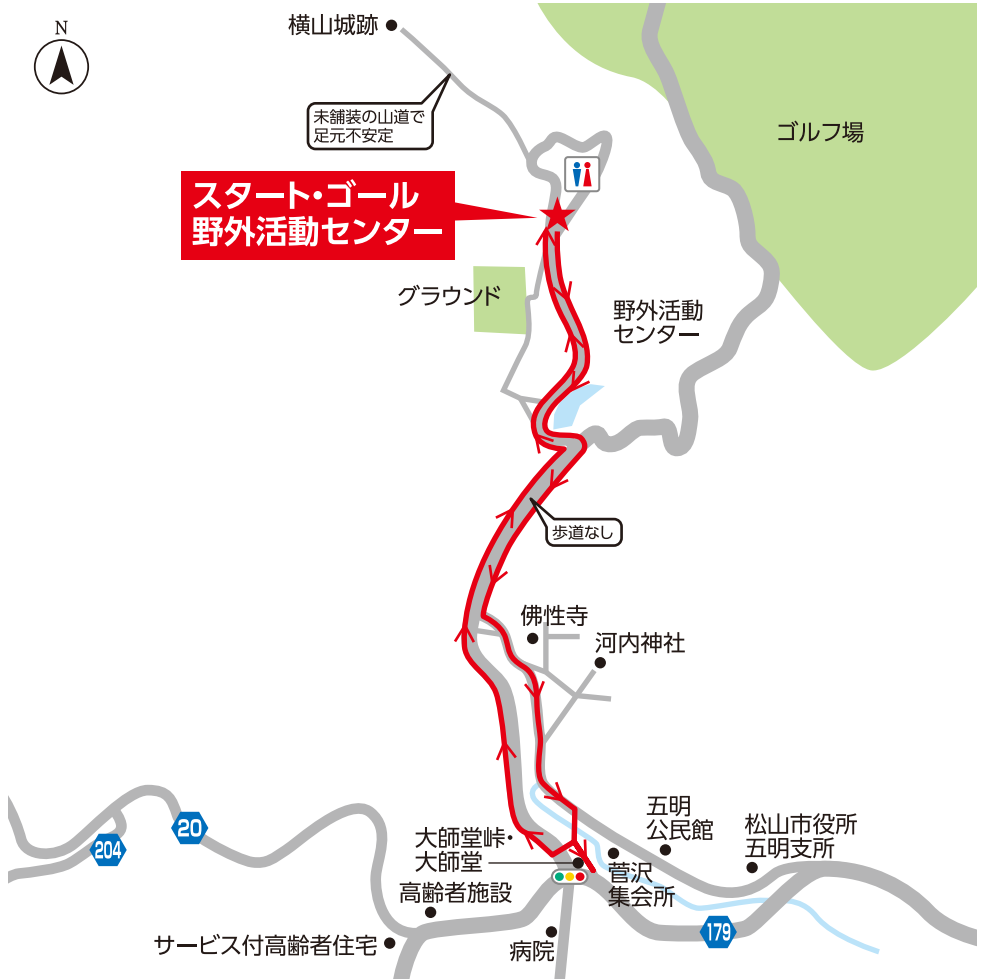 N
横山城跡
未舗装の山道で
足元不安定
ゴルフ場
スタート・ゴール
野外活動センター
グラウンド
野外活動
センター
歩道なし
佛性寺
河内神社
五明
公民館
松山市役所
五明支所
20
204
大師堂峠・
大師堂
菅沢
集会所
高齢者施設
179
サービス付高齢者住宅
病院